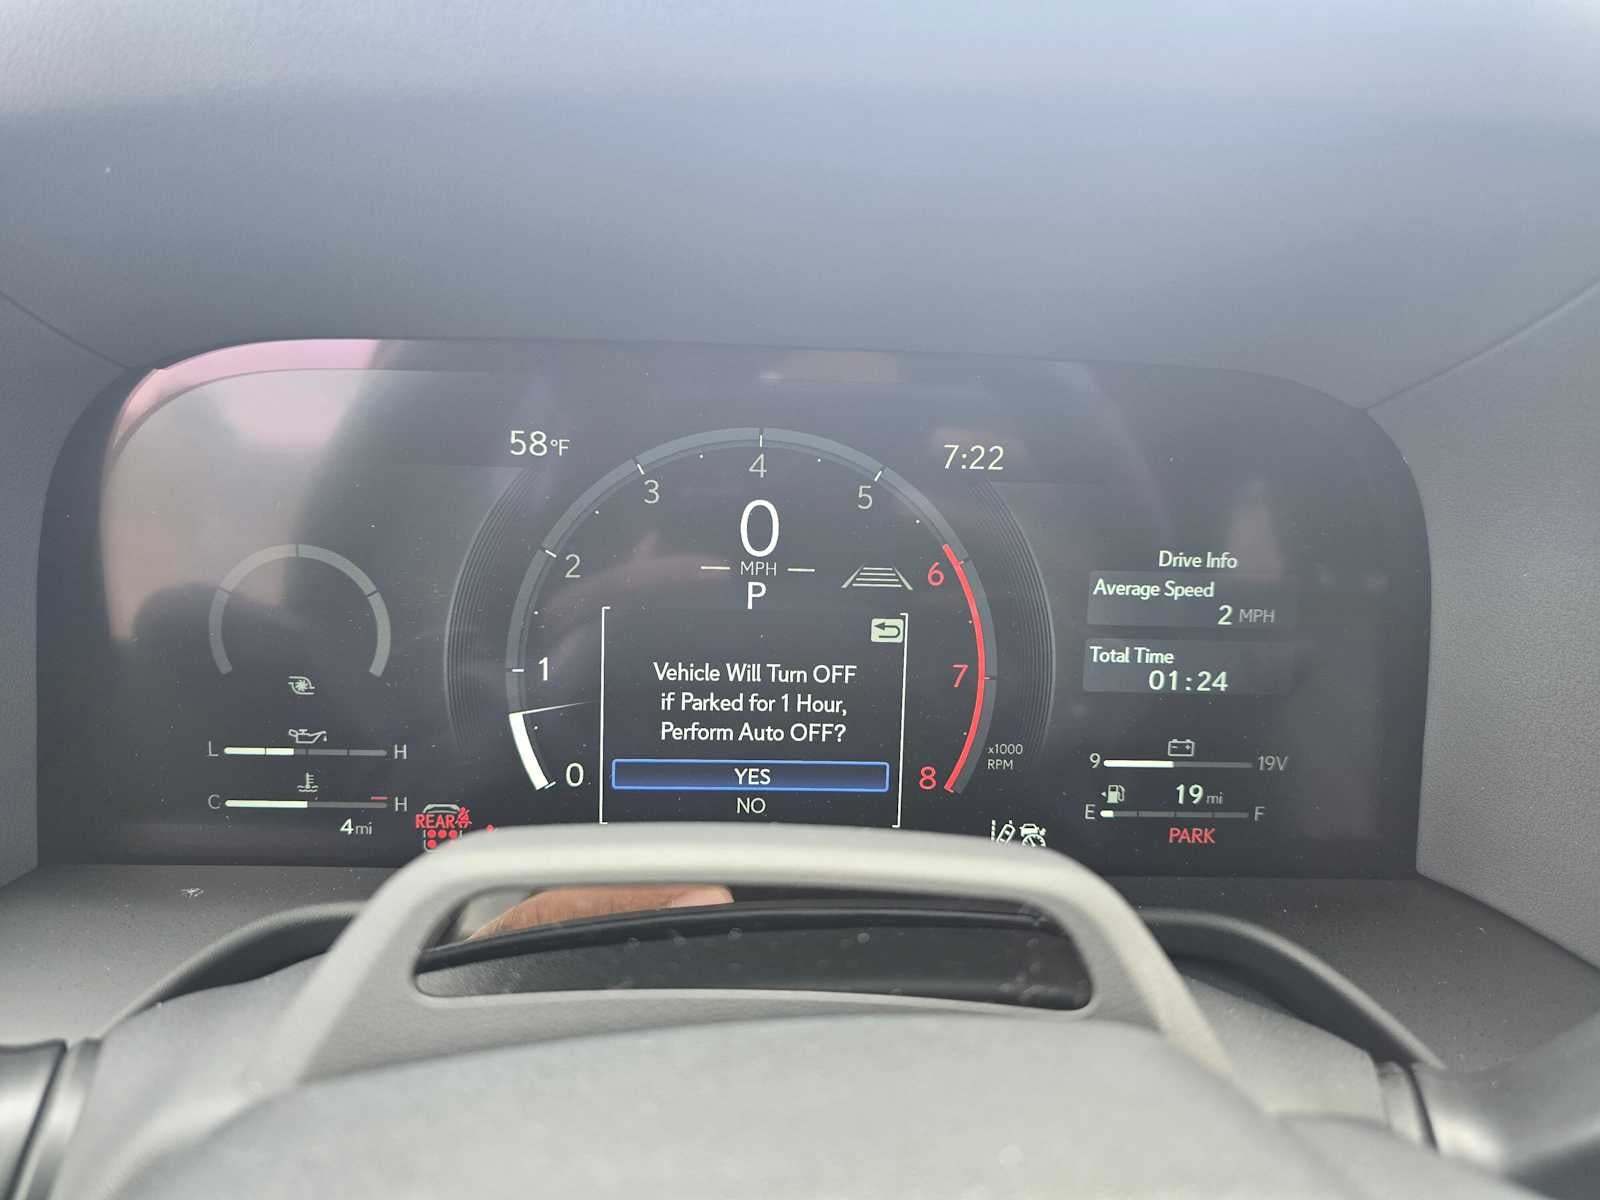 58°F
7:22
4
3
5
0
2
MPH
6
P
Drive Info
Average Speed
2 MPH
1
Vehicle Will Turn OFF
7
Total Time
if Parked for 1 Hour,
01:24
Perform Auto OFF?
L H
x1000
RPM
9 19V
0
YES
8
C H
NO
19 mi
E F
4 mi
REAR
PARK